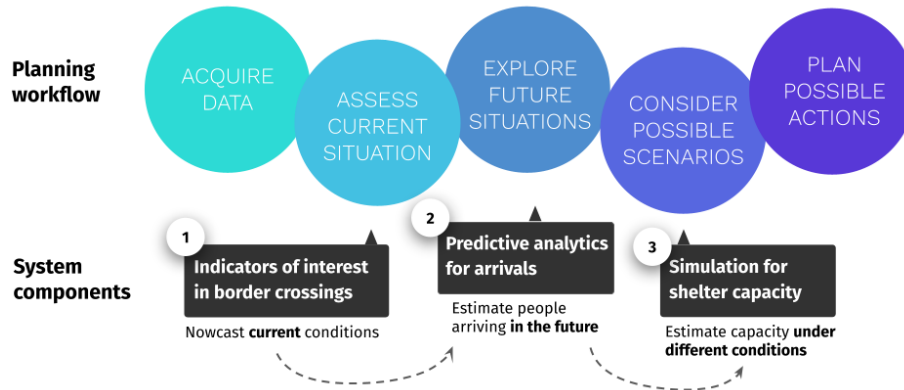 Planning
workflow
ACQUIRE
DATA
ASSESS
CURRENT
SITUATION
EXPLORE
FUTURE
SITUATIONS
CONSIDER
POSSIBLE
SCENARIOS
PLAN
POSSIBLE
ACTIONS
System
components
1
Indicators of interest
in border crossings
Nowcast current conditions
2
Predictive analytics
for arrivals
Estimate people
arriving in the future
3
Simulation for
shelter capacity
Estimate capacity under
different conditions